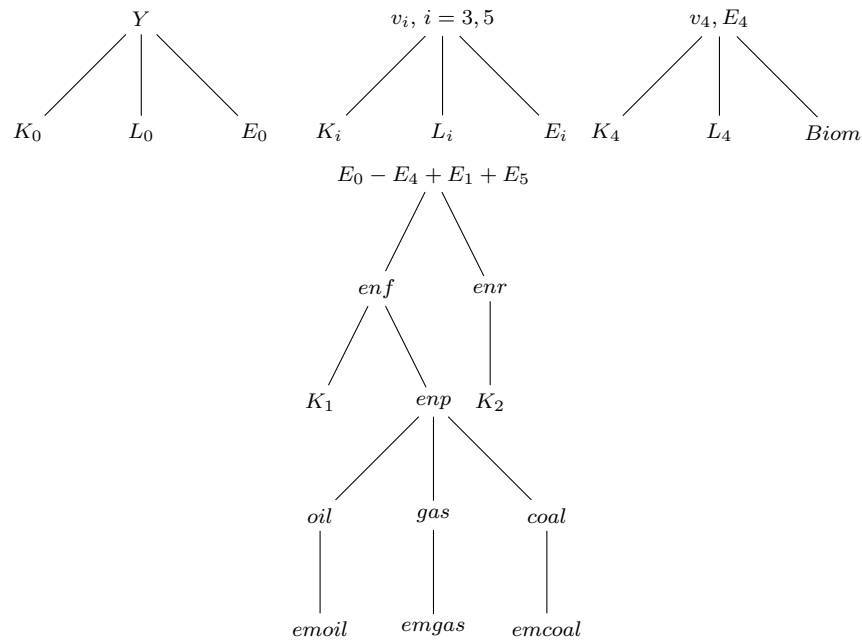 Y v_i, i = 3, 5 v_4, E_4
K_0 L_0 E_0 K_i L_i E_i K_4 L_4 Biom
E_0 − E_4 + E_1 + E_5
enf enr
K_1 enp K_2
oil gas coal
emoil emgas emcoal